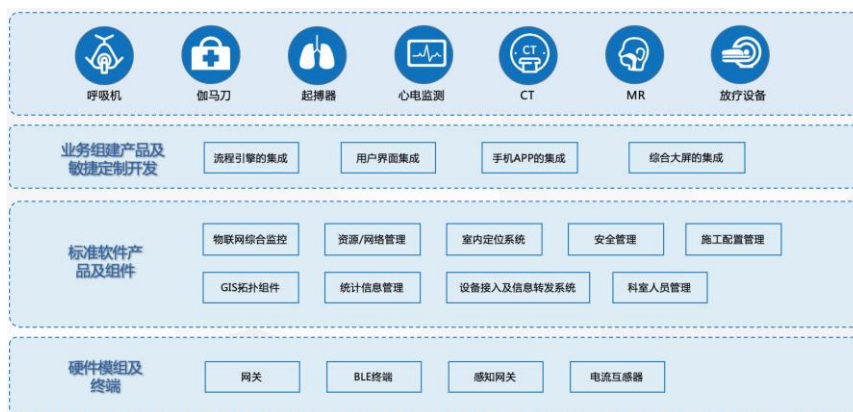 CT
呼吸机 伽马刀 起搏器 心电监测 CT MR 放疗设备
业务组建产品及
敏捷定制开发
流程引擎的集成 用户界面集成 手机APP的集成 综合大屏的集成
标准软件产
品及组件
物联网综合监控 资源/网络管理 室内定位系统 安全管理 施工配置管理
GIS拓扑组件 统计信息管理 设备接入及信息转发系统 科室人员管理
硬件模组及
终端
网关 BLE终端 感知网关 电流互感器